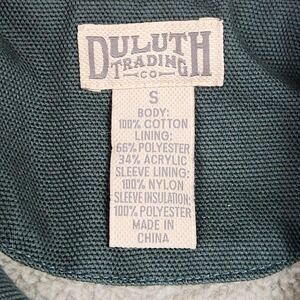 DULUTH
TRADING
CO
S
BODY:
100% COTTON
LINING:
66% POLYESTER
34% ACRYLIC
SLEEVE LINING:
100% NYLON
SLEEVE INSULATION:
100% POLYESTER
MADE IN
CHINA